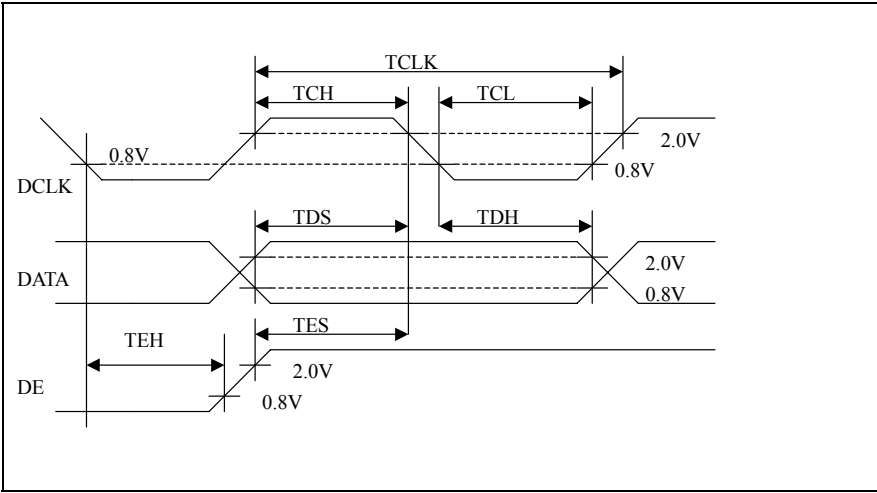 TCLK
TCH
TCL
0.8V
2.0V
0.8V
DCLK
TDS
TDH
DATA
2.0V
0.8V
TEH
TES
DE
2.0V
0.8V